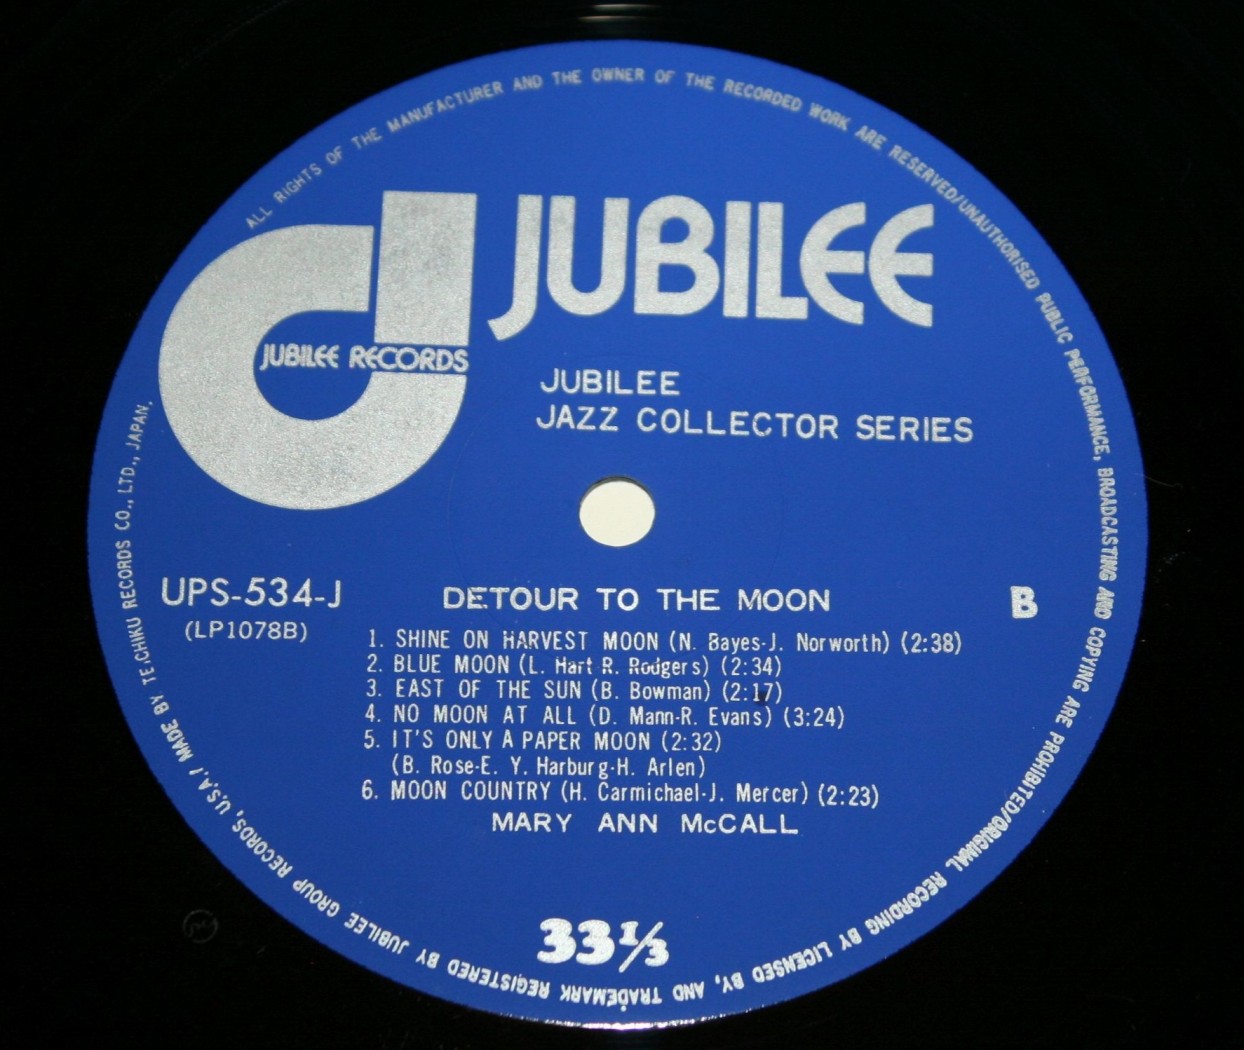 ALL RIGHTS OF THE MANUFACTURER AND THE OWNER OF THE RECORDED WORK ARE RESERVED/UNAUTHORISED PUBLIC PERFORMANCE, BROADCASTING AND COPYING ARE PROHIBITED/ORIGINAL RECORDING BY LICENSED BY, AND TRADEMARK REGISTERED BY JUBILEE GROUP RECORDS, U.S.A./ MADE BY TEICHIKU RECORDS CO., LTD., JAPAN.
JUBILEE
JUBILEE RECORDS
JUBILEE
JAZZ COLLECTOR SERIES
UPS-534-J
(LP1078B)
DETOUR TO THE MOON
B
1. SHINE ON HARVEST MOON (N. Bayes-J. Norworth) (2:38)
2. BLUE MOON (L. Hart-R. Rodgers) (2:34)
3. EAST OF THE SUN (B. Bowman) (2:17)
4. NO MOON AT ALL (D. Mann-R. Evans) (3:24)
5. IT'S ONLY A PAPER MOON (2:32)
(B. Rose-E. Y. Harburg-H. Arlen)
6. MOON COUNTRY (H. Carmichael-J. Mercer) (2:23)
MARY ANN McCALL
33⅓